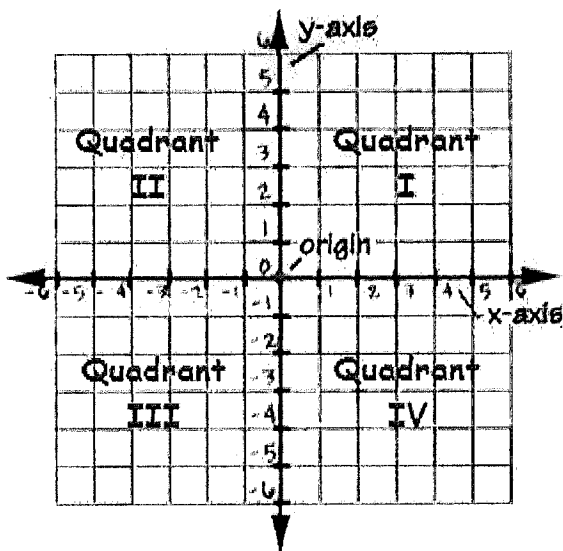 6 y-axis
5
4
Quadrant Quadrant
3
II I
2
1
origin
0
-6 -5 -4 -3 -2 -1 1 2 3 4 5 6
x-axis
-1
-2
Quadrant Quadrant
-3
III IV
-4
-5
-6